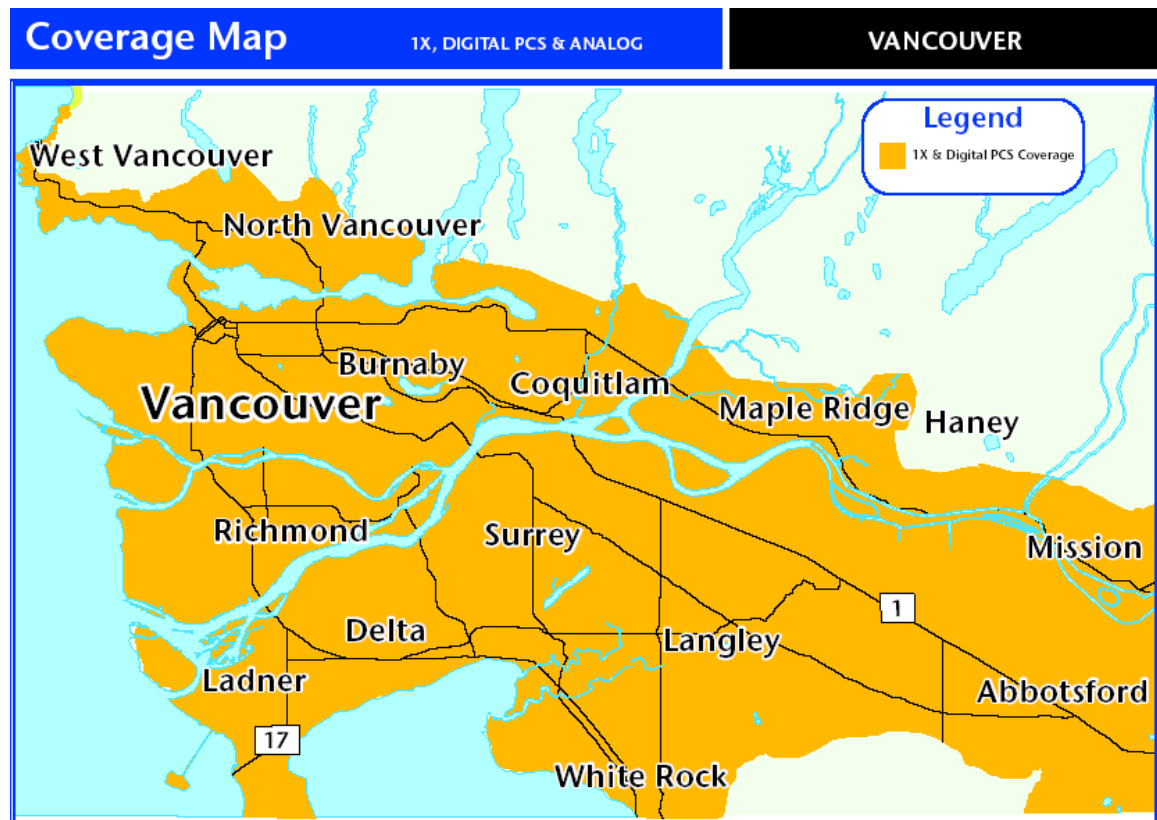 Coverage Map
1X, DIGITAL PCS & ANALOG
VANCOUVER
Legend
1X & Digital PCS Coverage
West Vancouver
North Vancouver
Burnaby
Coquitlam
Vancouver
Maple Ridge
Haney
Richmond
Surrey
Mission
1
Delta
Langley
Ladner
Abbotsford
17
White Rock